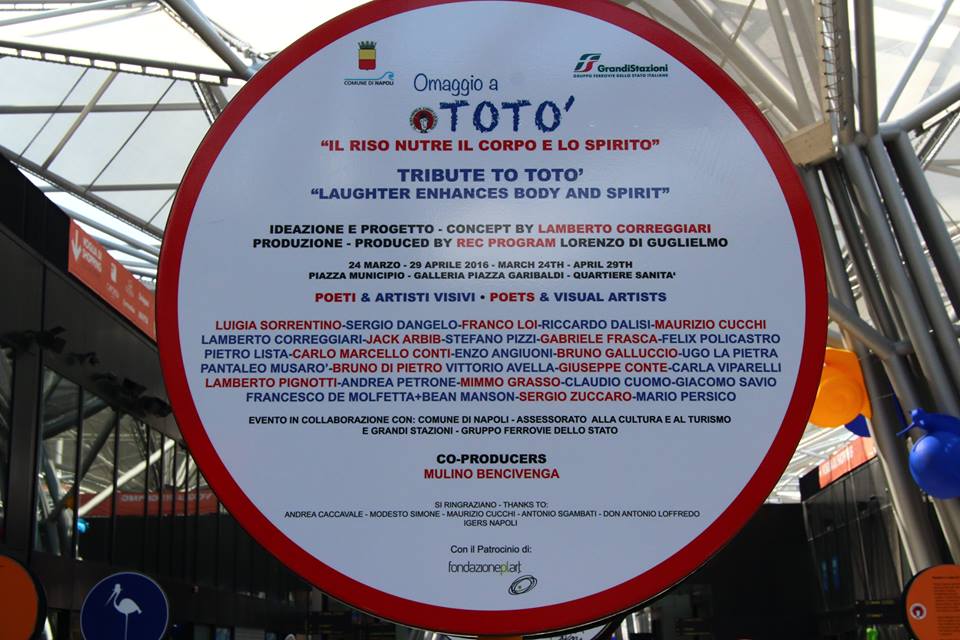 COMUNE DI NAPOLI
GrandiStazioni
GRUPPO FERROVIE DELLO STATO ITALIANE
Omaggio a
TOTO'
“IL RISO NUTRE IL CORPO E LO SPIRITO”
TRIBUTE TO TOTO'
“LAUGHTER ENHANCES BODY AND SPIRIT”
IDEAZIONE E PROGETTO - CONCEPT BY LAMBERTO CORREGGIARI
PRODUZIONE - PRODUCED BY REC PROGRAM LORENZO DI GUGLIELMO
24 MARZO - 29 APRILE 2016 - MARCH 24TH - APRIL 29TH
PIAZZA MUNICIPIO - GALLERIA PIAZZA GARIBALDI - QUARTIERE SANITA'
POETI & ARTISTI VISIVI • POETS & VISUAL ARTISTS
LUIGIA SORRENTINO-SERGIO DANGELO-FRANCO LOI-RICCARDO DALISI-MAURIZIO CUCCHI
LAMBERTO CORREGGIARI-JACK ARBIB-STEFANO PIZZI-GABRIELE FRASCA-FELIX POLICASTRO
PIETRO LISTA-CARLO MARCELLO CONTI-ENZO ANGIUONI-BRUNO GALLUCCIO-UGO LA PIETRA
PANTALEO MUSARO'-BRUNO DI PIETRO VITTORIO AVELLA-GIUSEPPE CONTE-CARLA VIPARELLI
LAMBERTO PIGNOTTI-ANDREA PETRONE-MIMMO GRASSO-CLAUDIO CUOMO-GIACOMO SAVIO
FRANCESCO DE MOLFETTA+BEAN MANSON-SERGIO ZUCCARO-MARIO PERSICO
EVENTO IN COLLABORAZIONE CON: COMUNE DI NAPOLI - ASSESSORATO ALLA CULTURA E AL TURISMO
E GRANDI STAZIONI - GRUPPO FERROVIE DELLO STATO
CO-PRODUCERS
MULINO BENCIVENGA
SI RINGRAZIANO - THANKS TO:
ANDREA CACCAVALE - MODESTO SIMONE - MAURIZIO CUCCHI - ANTONIO SGAMBATI - DON ANTONIO LOFFREDO
IGERS NAPOLI
Con il Patrocinio di:
fondazioneplart
VOGLIA DI
SHOPPING